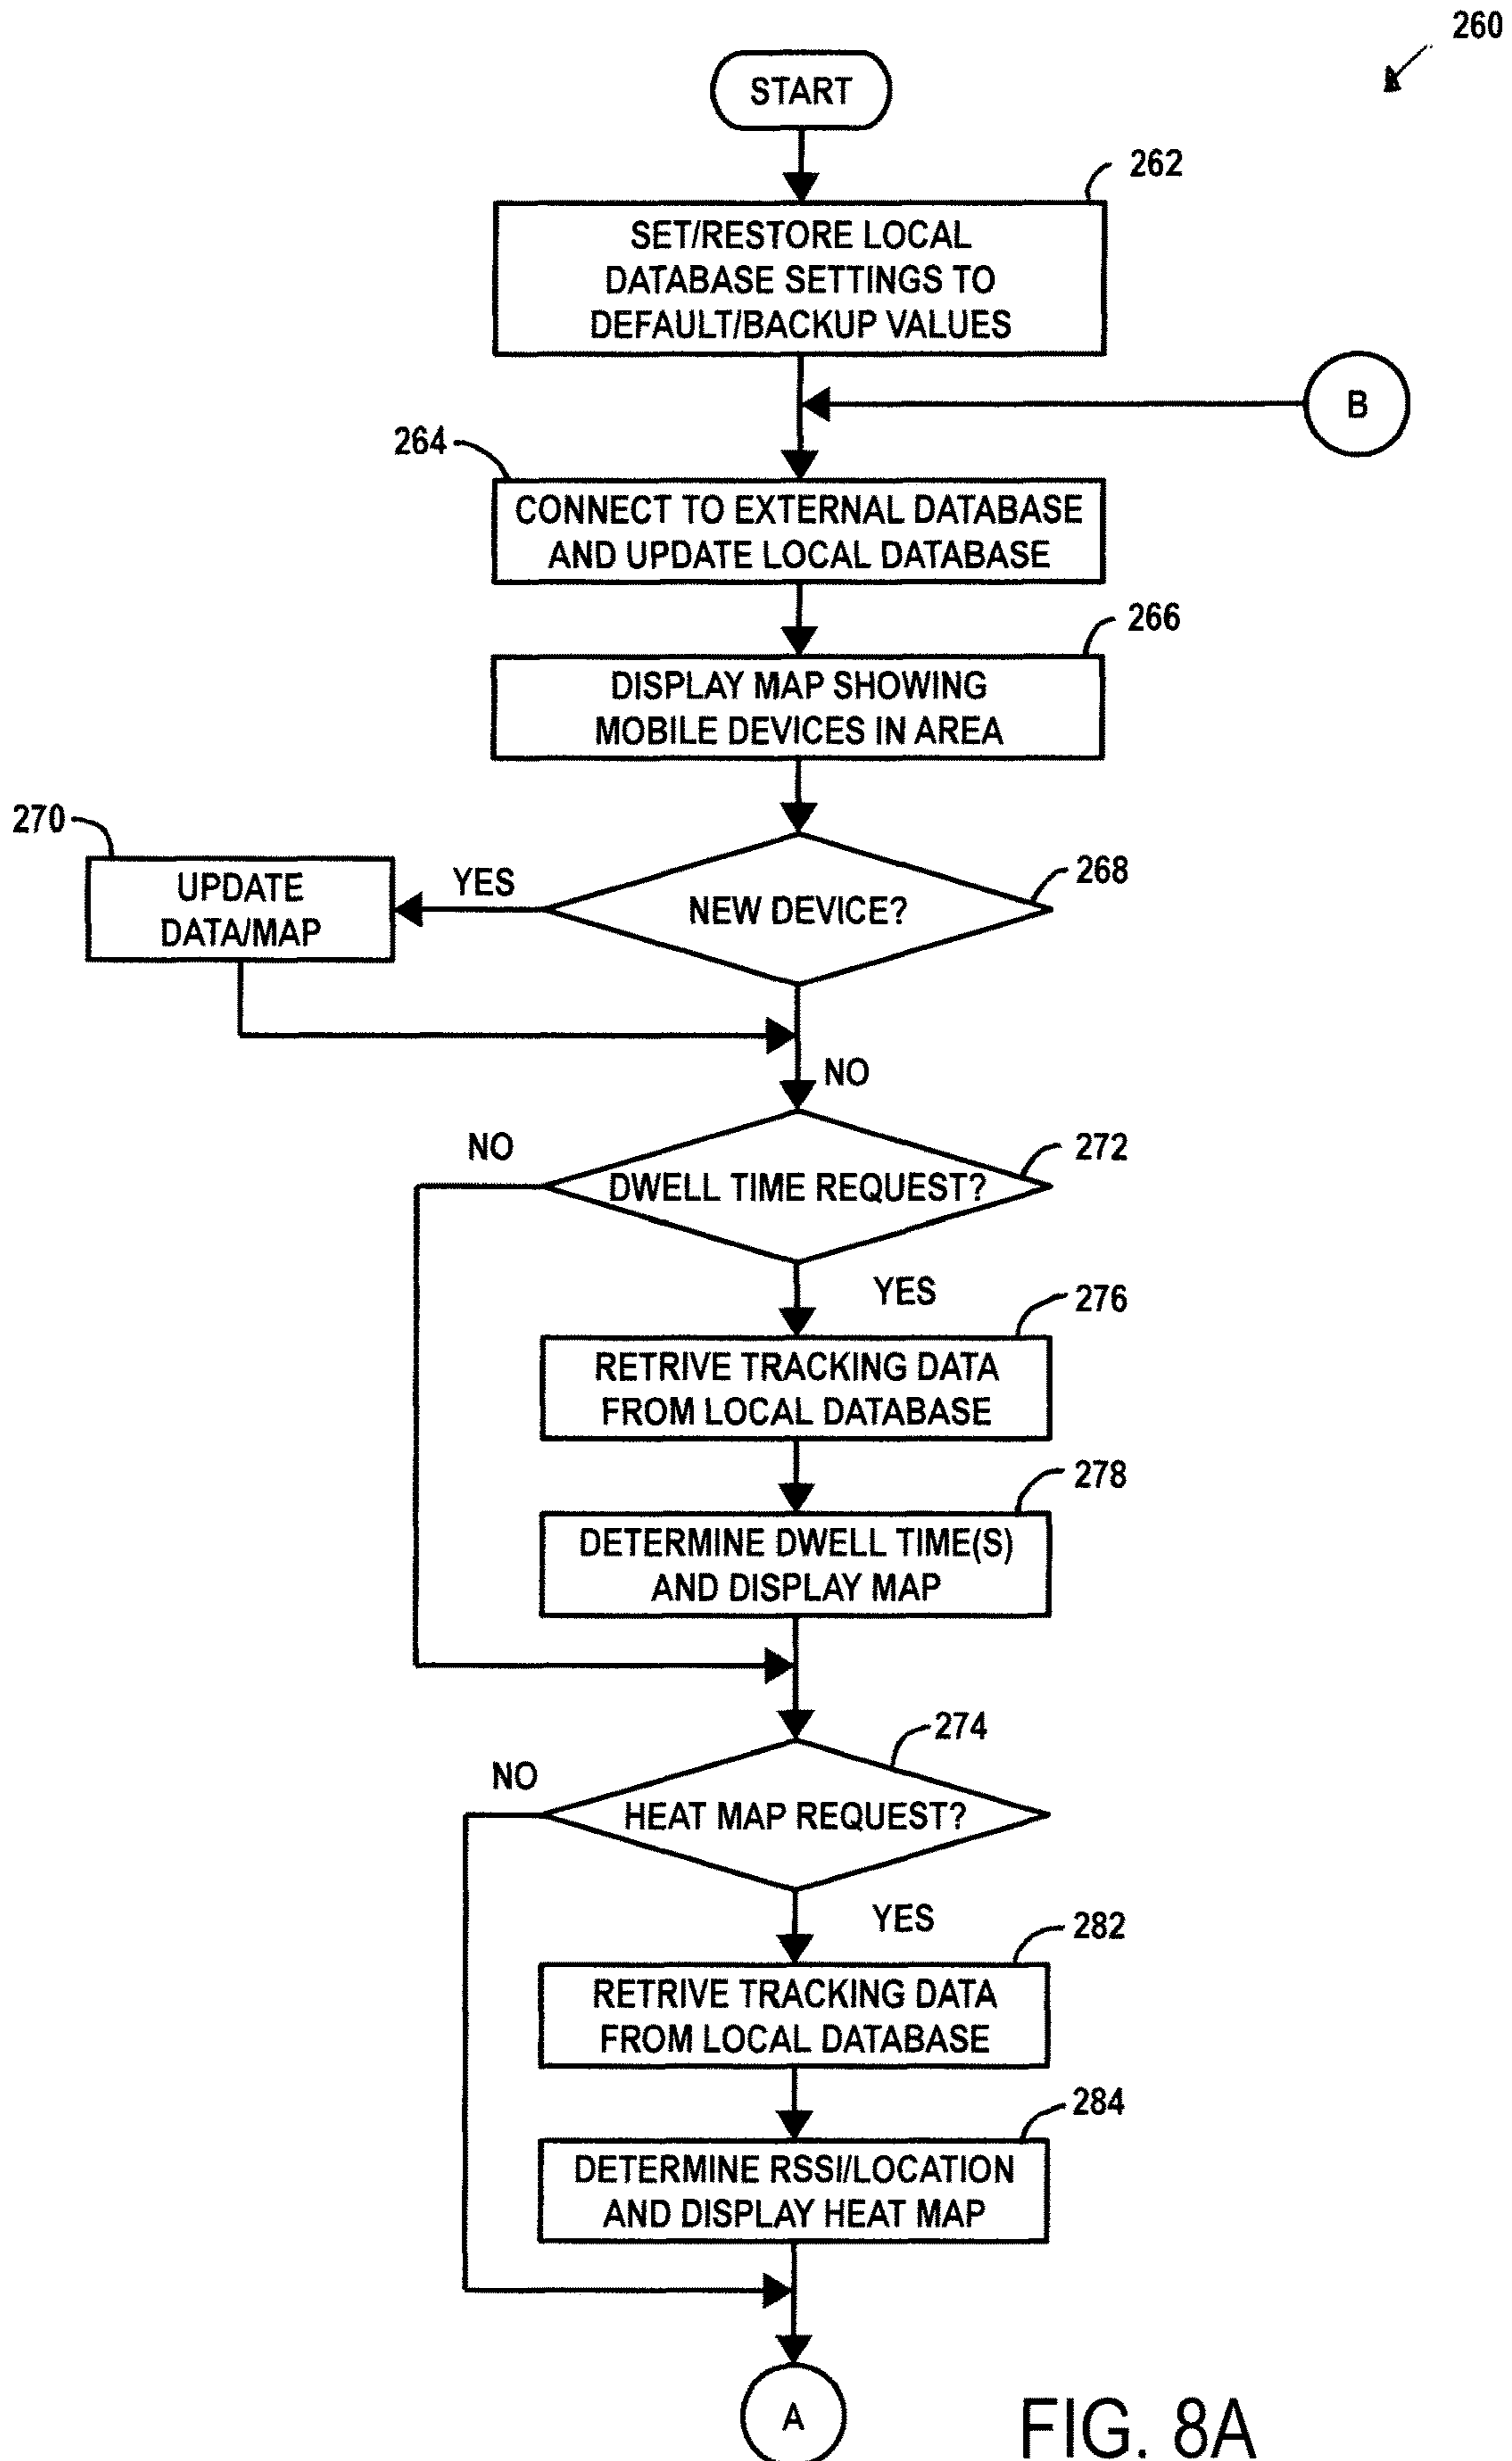 260
START
262
SET/RESTORE LOCAL
DATABASE SETTINGS TO
DEFAULT/BACKUP VALUES
B
264
CONNECT TO EXTERNAL DATABASE
AND UPDATE LOCAL DATABASE
266
DISPLAY MAP SHOWING
MOBILE DEVICES IN AREA
270
UPDATE
DATA/MAP
YES
268
NEW DEVICE?
NO
NO
272
DWELL TIME REQUEST?
YES
276
RETRIVE TRACKING DATA
FROM LOCAL DATABASE
278
DETERMINE DWELL TIME(S)
AND DISPLAY MAP
274
NO
HEAT MAP REQUEST?
YES
282
RETRIVE TRACKING DATA
FROM LOCAL DATABASE
284
DETERMINE RSSI/LOCATION
AND DISPLAY HEAT MAP
A
FIG. 8A